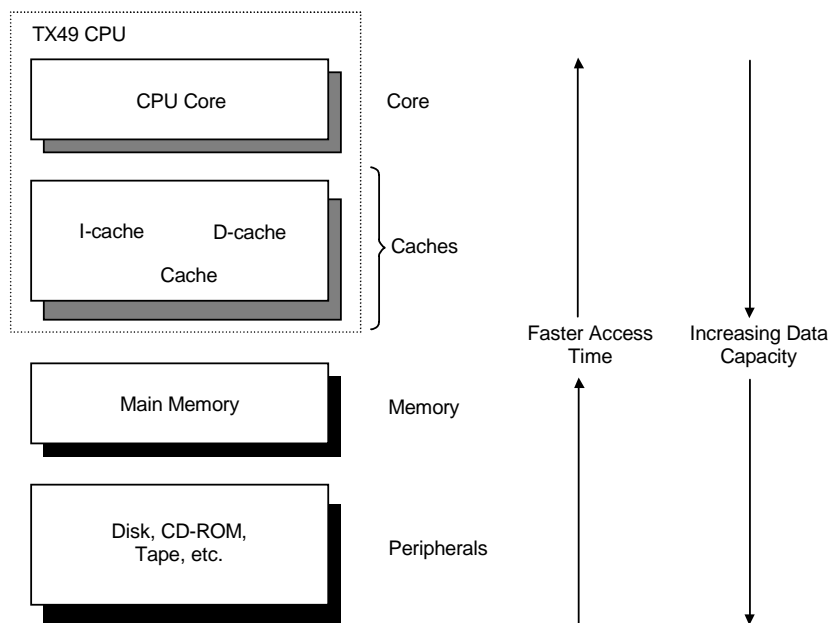 TX49 CPU
CPU Core
Core
I-cache
D-cache
Cache
Caches
Faster Access
Time
Increasing Data
Capacity
Main Memory
Memory
Disk, CD-ROM,
Tape, etc.
Peripherals